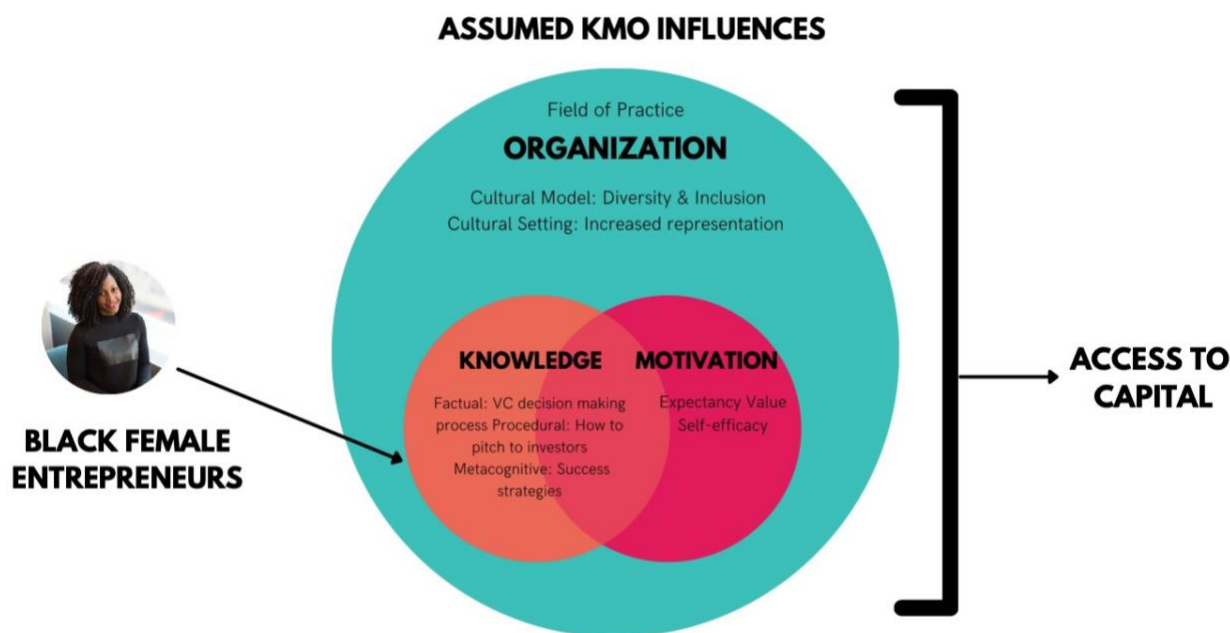 ASSUMED KMO INFLUENCES
Field of Practice
ORGANIZATION
Cultural Model: Diversity & Inclusion
Cultural Setting: Increased representation
BLACK FEMALE
ENTREPRENEURS
KNOWLEDGE
Factual: VC decision making
process Procedural: How to
pitch to investors
Metacognitive: Success
strategies
MOTIVATION
Expectancy Value
Self-efficacy
ACCESS TO
CAPITAL